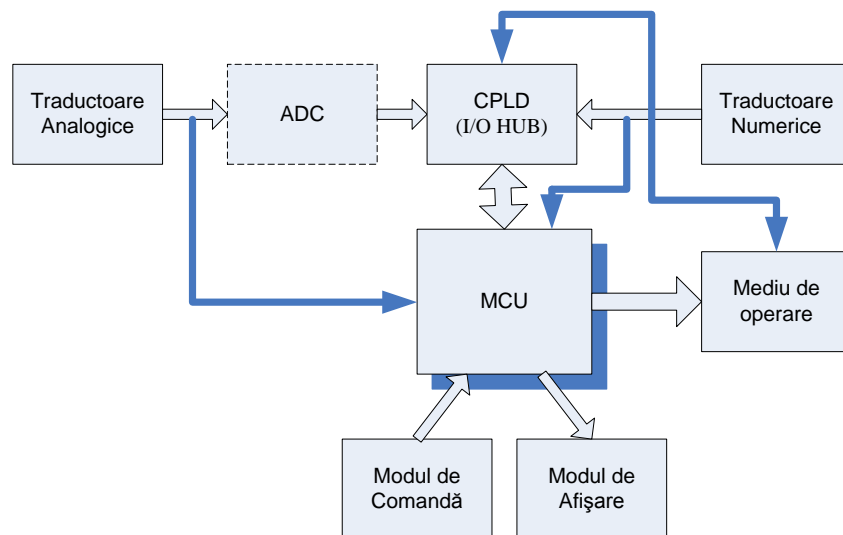 Traductoare
Analogice
ADC
CPLD
(I/O HUB)
Traductoare
Numerice
MCU
Mediu de
operare
Modul de
Comandă
Modul de
Afişare